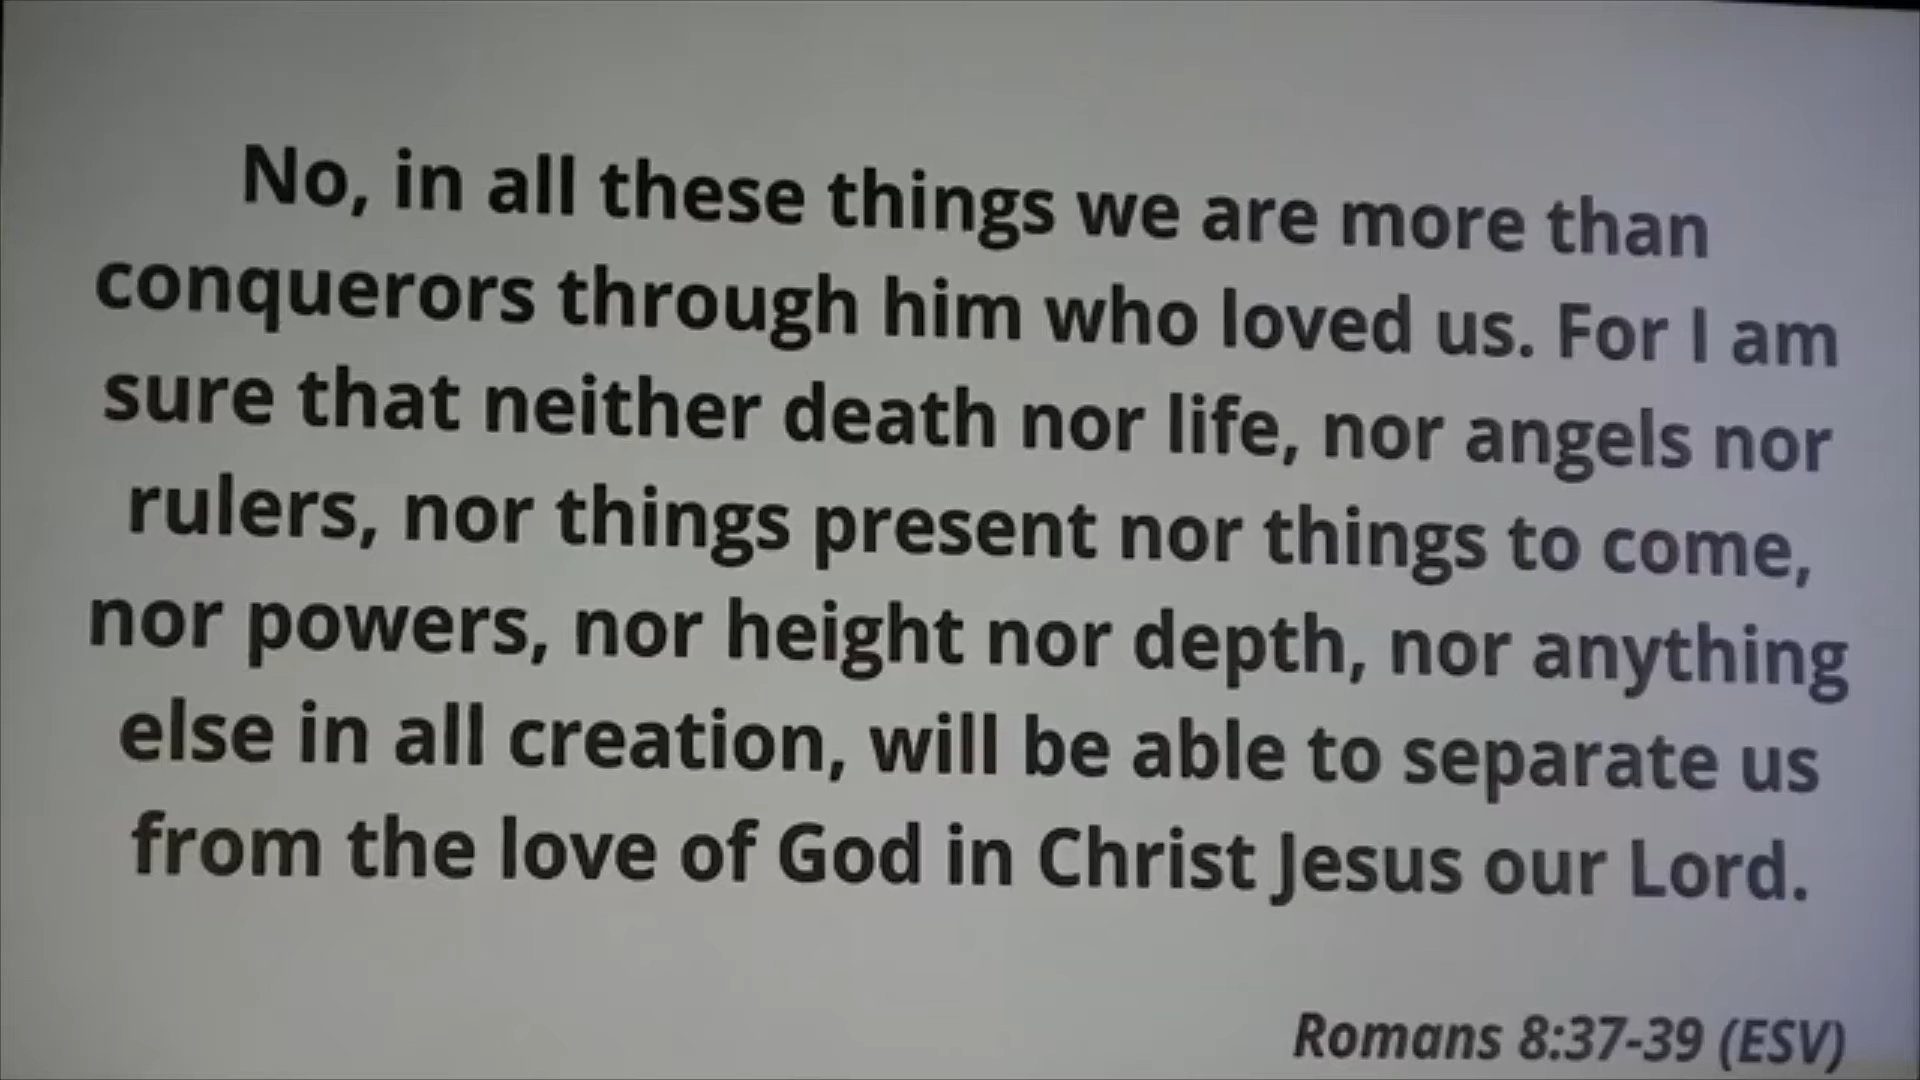 No, in all these things we are more than
conquerors through him who loved us. For I am
sure that neither death nor life, nor angels nor
rulers, nor things present nor things to come,
nor powers, nor height nor depth, nor anything
else in all creation, will be able to separate us
from the love of God in Christ Jesus our Lord.
Romans 8:37-39 (ESV)